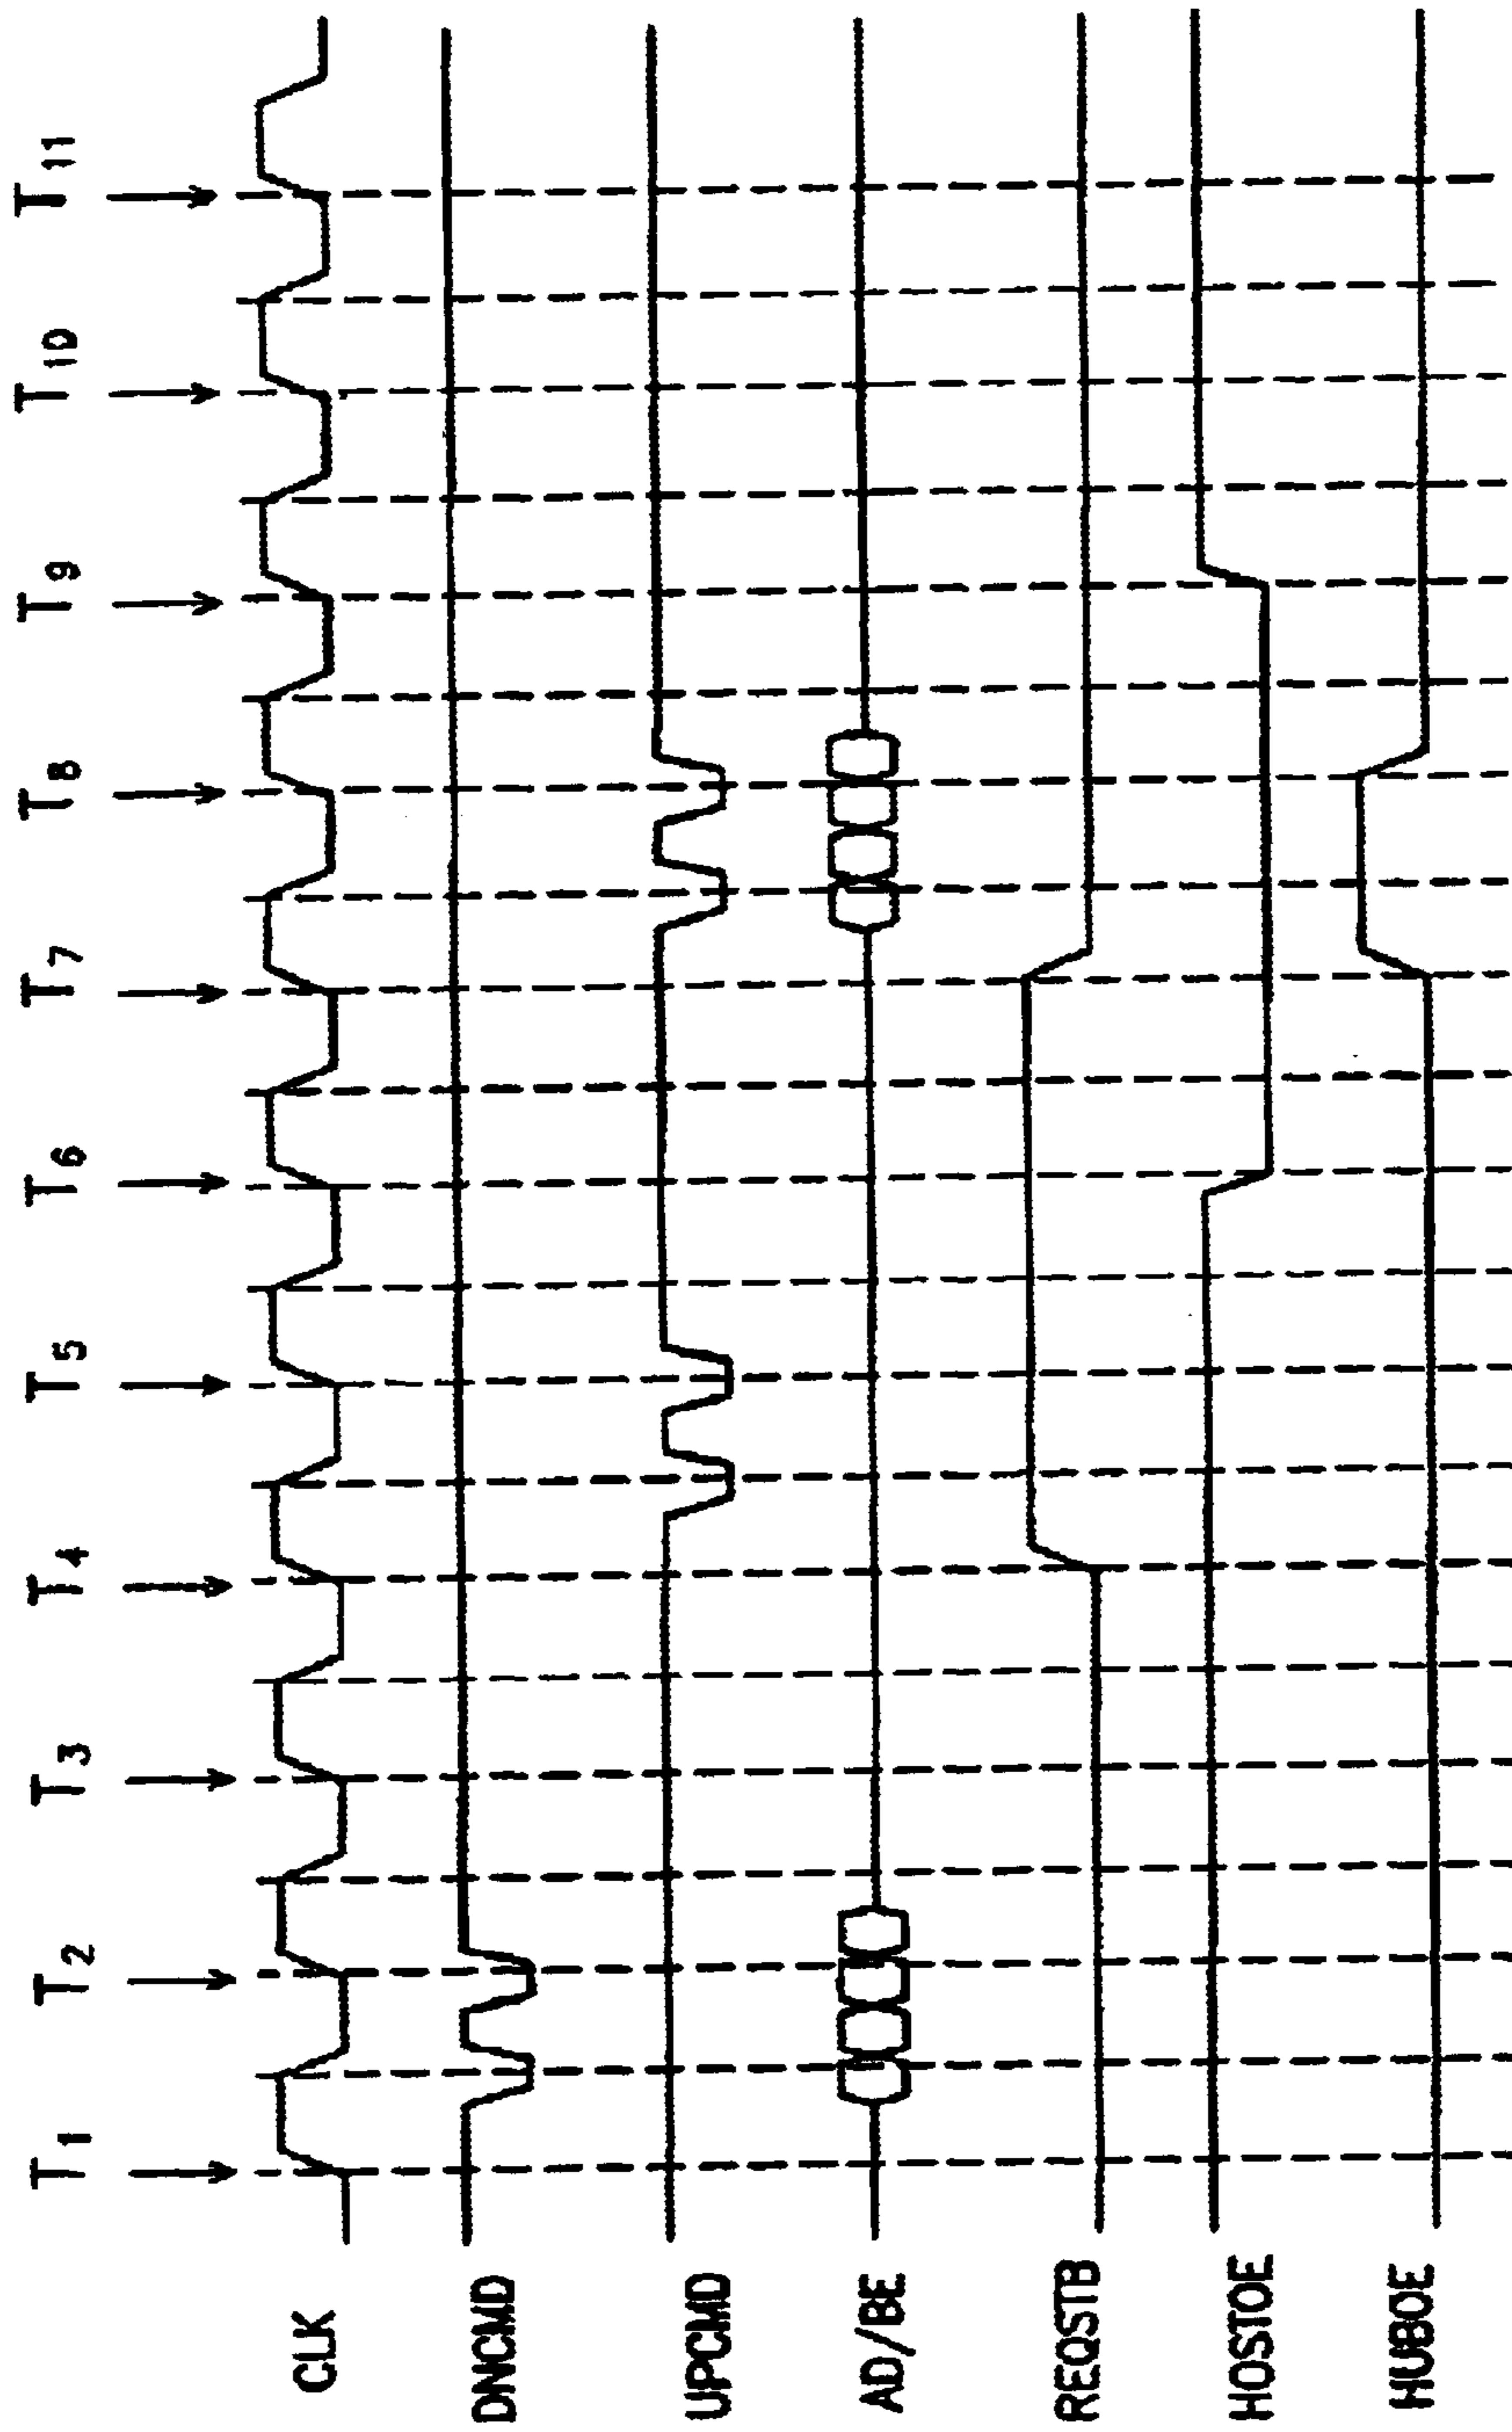 T1 T2 T3 T4 T5 T6 T7 T8 T9 T10 T11
CLK
DNCMD
UPCMD
AD/BE
REQSTB
HOSTOE
HUBOE